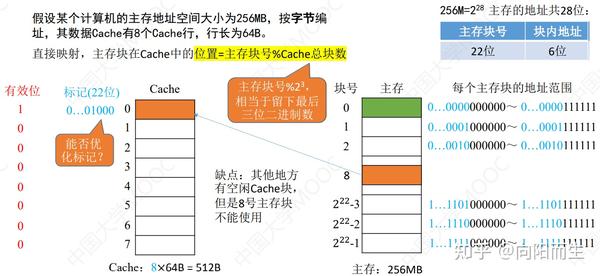 假设某个计算机的主存地址空间大小为256MB，按字节编
址，其数据Cache有8个Cache行，行长为64B。
256M=2²⁸ 主存的地址共28位：
主存块号 块内地址
22位 6位
直接映射，主存块在Cache中的位置=主存块号%Cache总块数
有效位 标记(22位) Cache
主存块号%2³，
相当于留下最后
三位二进制数
块号 主存 每个主存块的地址范围
1 0…01000 0
0 1
0 2
0 3
0 4
0 5
0 6
0 7
能否优
化标记？
缺点：其他地方
有空闲Cache块，
但是8号主存块
不能使用
0 0…0000000000～ 0…0000111111
1 0…0001000000～ 0…0001111111
2 0…0010000000～ 0…0010111111
8
2²²-3 1…1101000000～ 1…1101111111
2²²-2 1…1110000000～ 1…1110111111
2²²-1 1…1111000000～ 1…1111111111
Cache：8×64B = 512B
主存：256MB
知乎 @向阳而生
中国大学MOOC